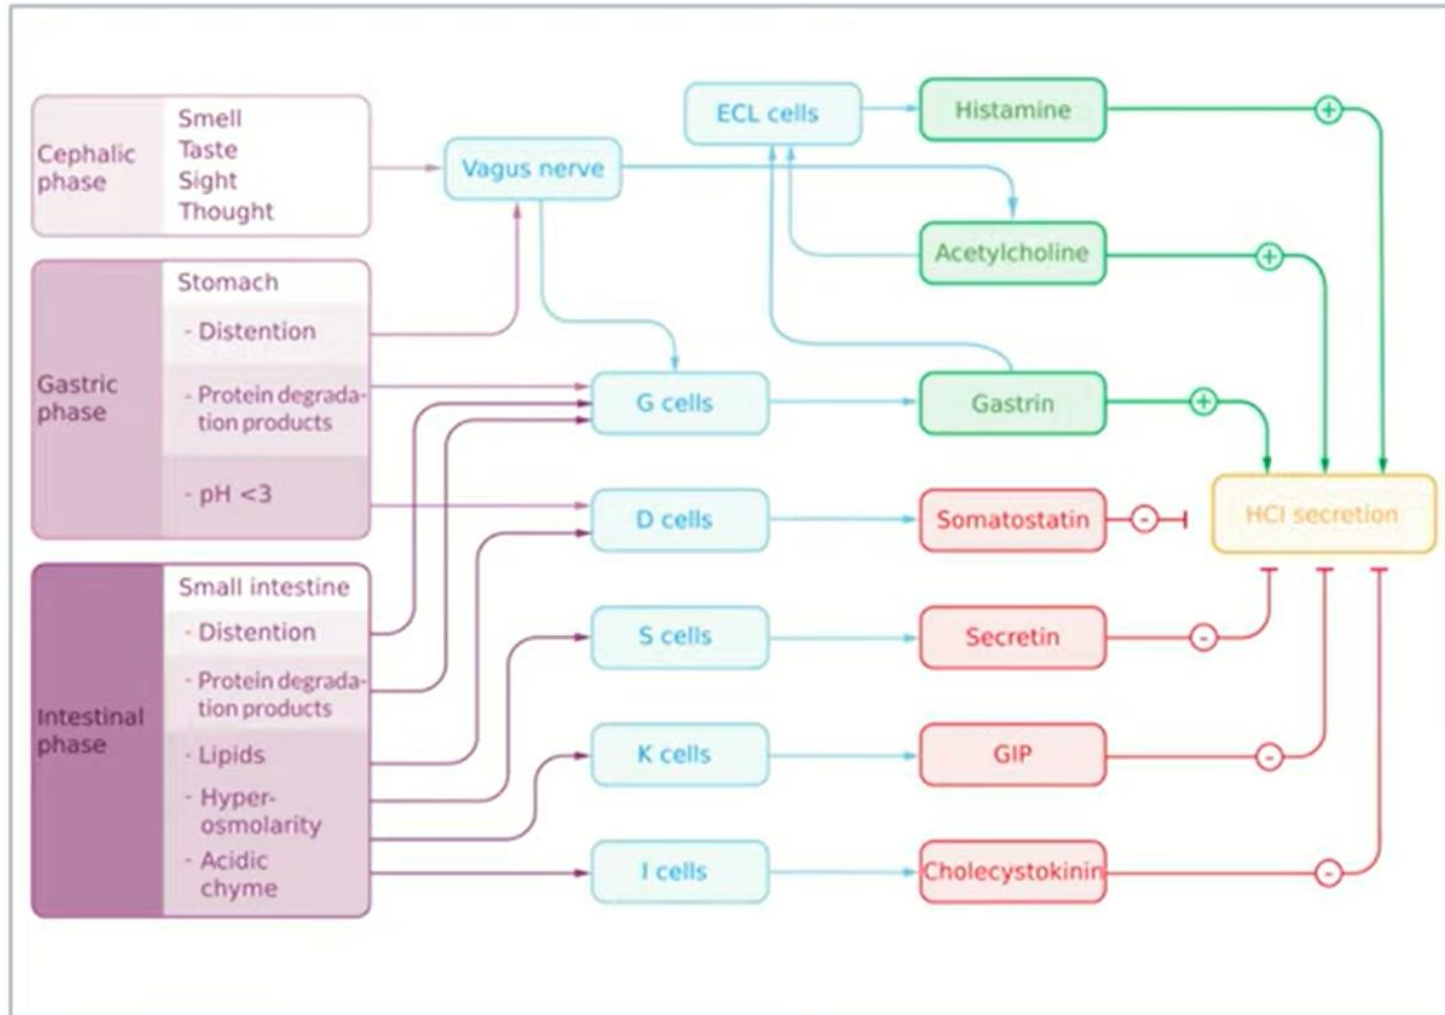 Cephalic
phase
Smell
Taste
Sight
Thought
Gastric
phase
Stomach
- Distention
- Protein degrada-
tion products
- pH <3
Intestinal
phase
Small intestine
- Distention
- Protein degrada-
tion products
- Lipids
- Hyper-
osmolarity
- Acidic
chyme
Vagus nerve
ECL cells
G cells
D cells
S cells
K cells
I cells
Histamine
Acetylcholine
Gastrin
Somatostatin
Secretin
GIP
Cholecystokinin
+
+
+
-
-
-
-
HCl secretion